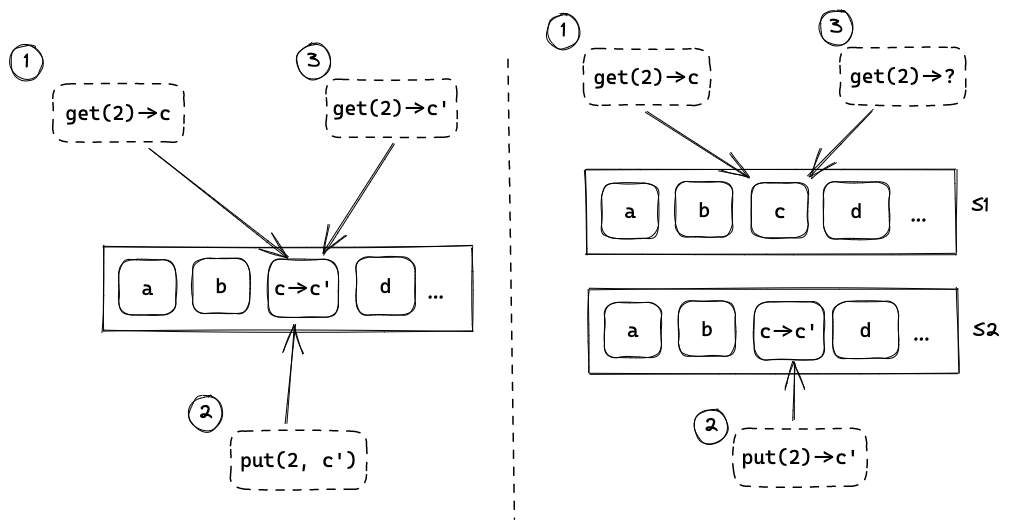 1
3
get(2)→c
get(2)→c'
a b c→c' d ...
2
put(2, c')
1
3
get(2)→c
get(2)→?
a b c d ... S1
a b c→c' d ... S2
2
put(2)→c'